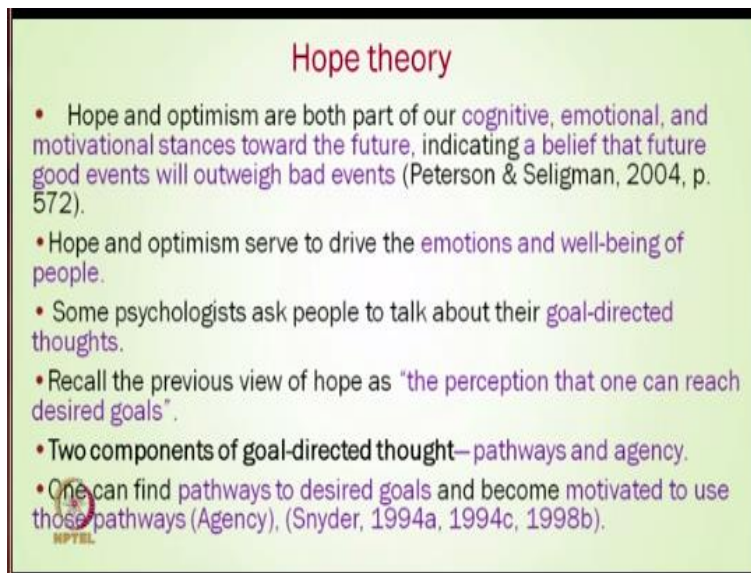 Hope theory
• Hope and optimism are both part of our cognitive, emotional, and
motivational stances toward the future, indicating a belief that future
good events will outweigh bad events (Peterson & Seligman, 2004, p.
572).
•Hope and optimism serve to drive the emotions and well-being of
people.
• Some psychologists ask people to talk about their goal-directed
thoughts.
•Recall the previous view of hope as "the perception that one can reach
desired goals".
•Two components of goal-directed thought—pathways and agency.
•One can find pathways to desired goals and become motivated to use
those pathways (Agency), (Snyder, 1994a, 1994c, 1998b).
NPTEL